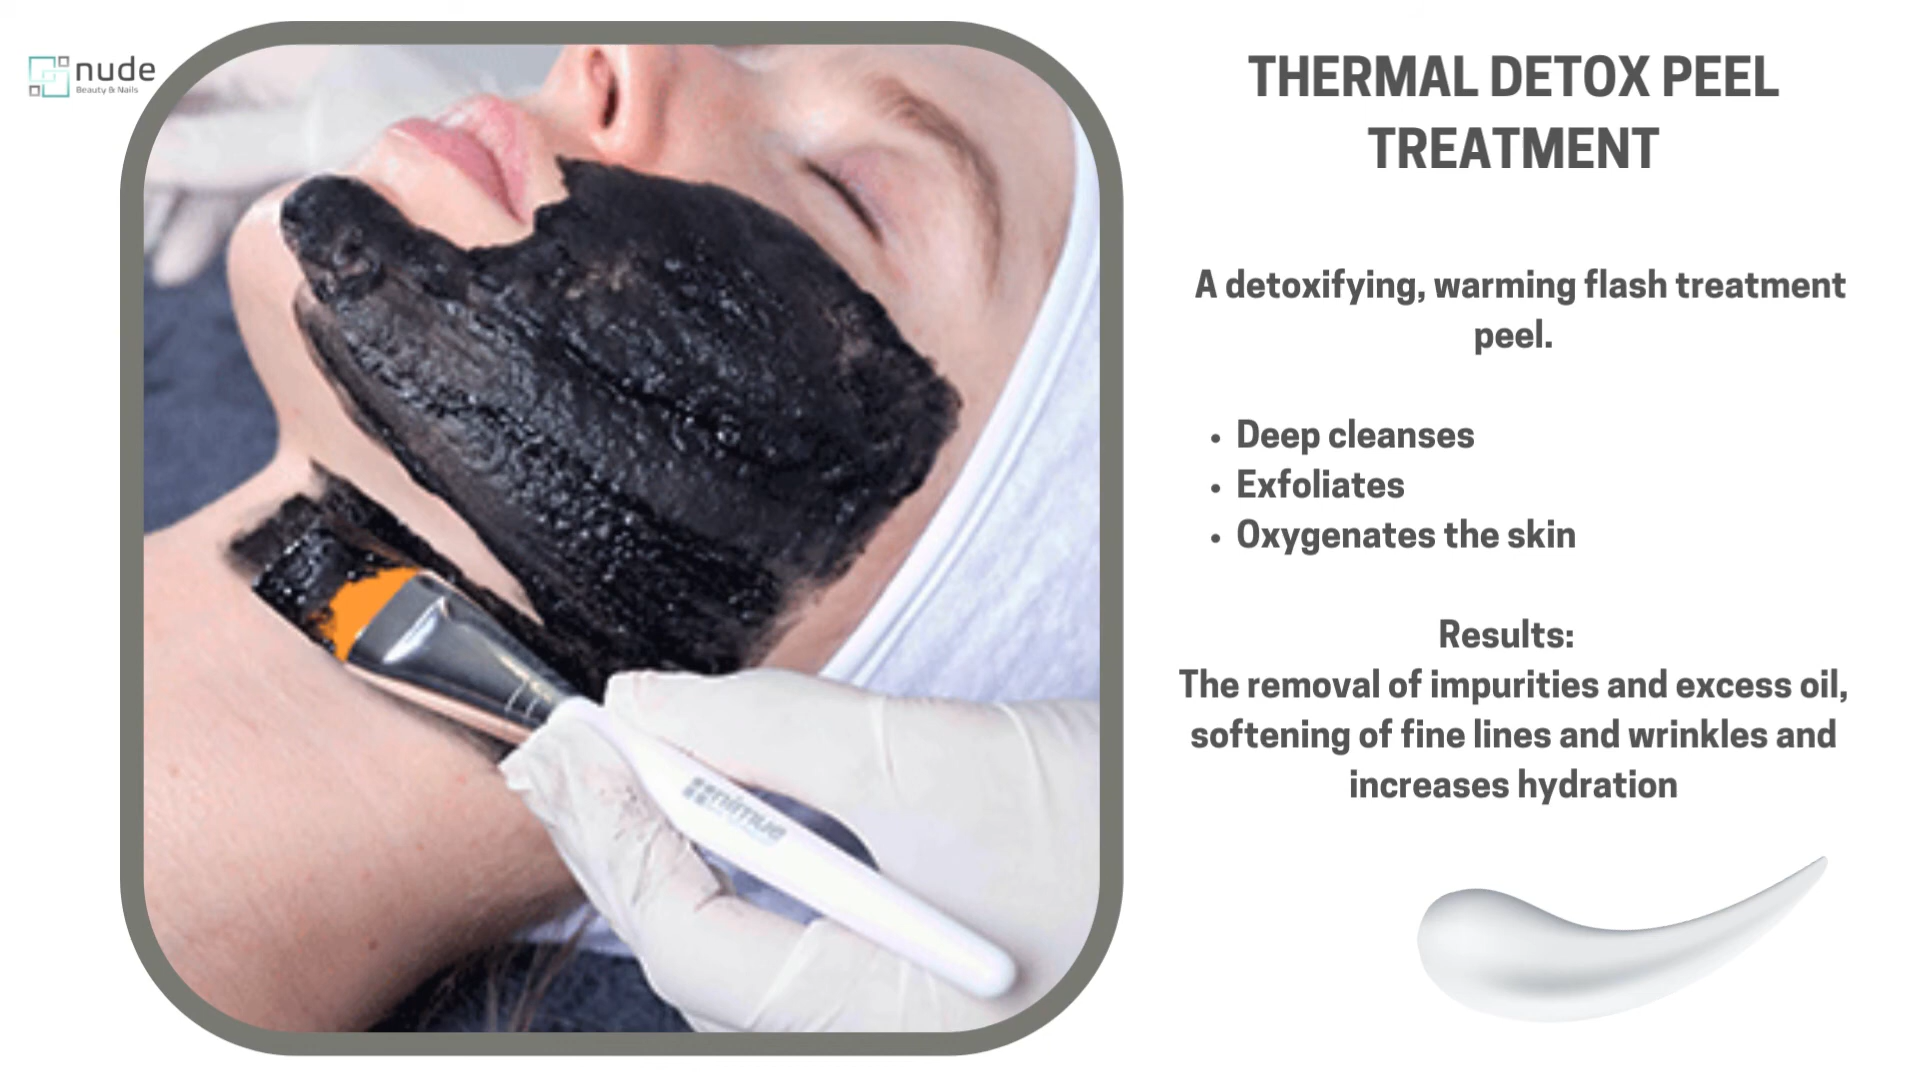 nude
Beauty & Nails
THERMAL DETOX PEEL
TREATMENT
A detoxifying, warming flash treatment
peel.
• Deep cleanses
• Exfoliates
• Oxygenates the skin
Results:
The removal of impurities and excess oil,
softening of fine lines and wrinkles and
increases hydration
nimue